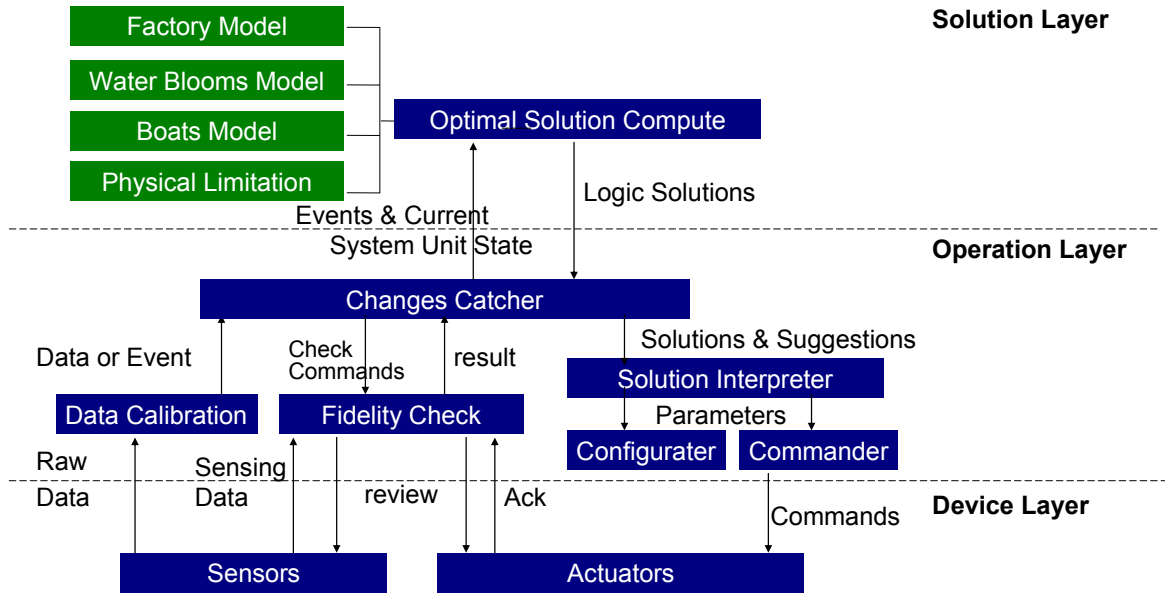 Solution Layer
Factory Model
Water Blooms Model
Optimal Solution Compute
Boats Model
Physical Limitation
Logic Solutions
Events & Current
System Unit State
Operation Layer
Changes Catcher
Data or Event
Check
Commands
result
Solutions & Suggestions
Solution Interpreter
Data Calibration
Fidelity Check
Parameters
Configurater
Commander
Raw
Data
Sensing
Data
review
Ack
Device Layer
Commands
Sensors
Actuators